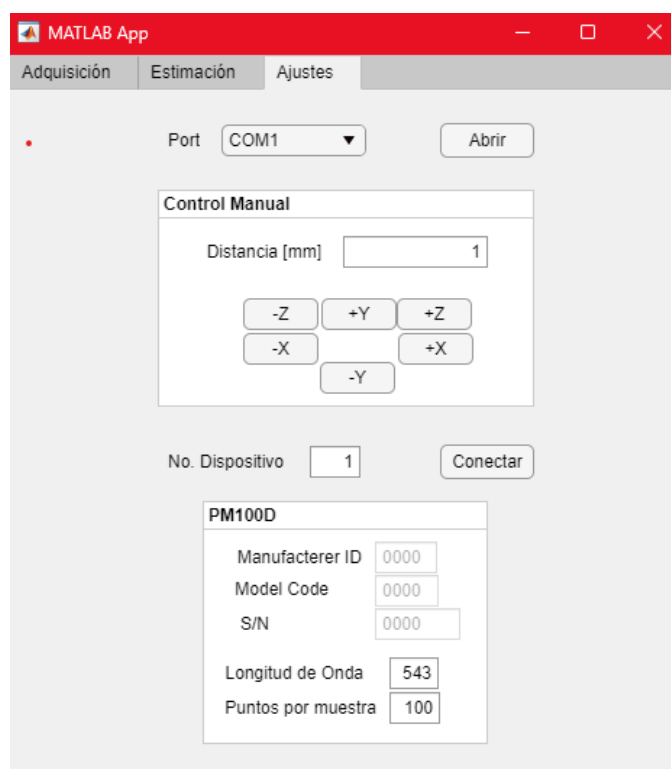 MATLAB App
Adquisición Estimación Ajustes
Port COM1 Abrir
Control Manual
Distancia [mm] 1
-Z +Y +Z
-X +X
-Y
No. Dispositivo 1 Conectar
PM100D
Manufacterer ID 0000
Model Code 0000
S/N 0000
Longitud de Onda 543
Puntos por muestra 100